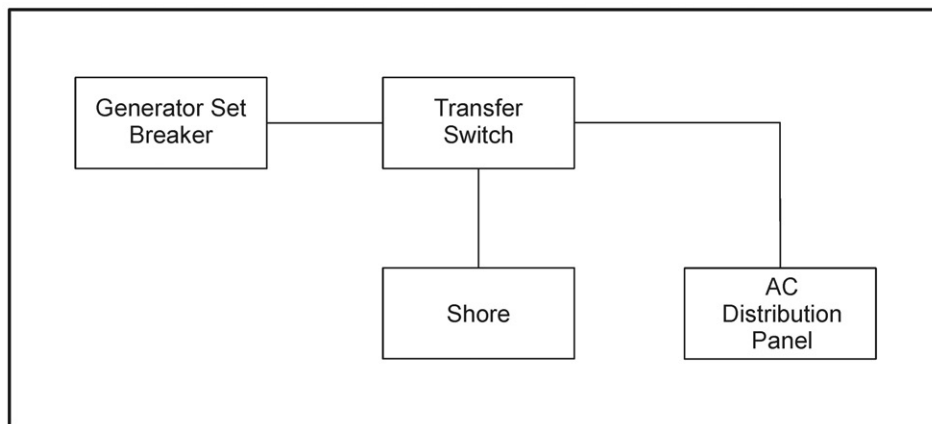 Generator Set
Breaker
Transfer
Switch
Shore
AC
Distribution
Panel